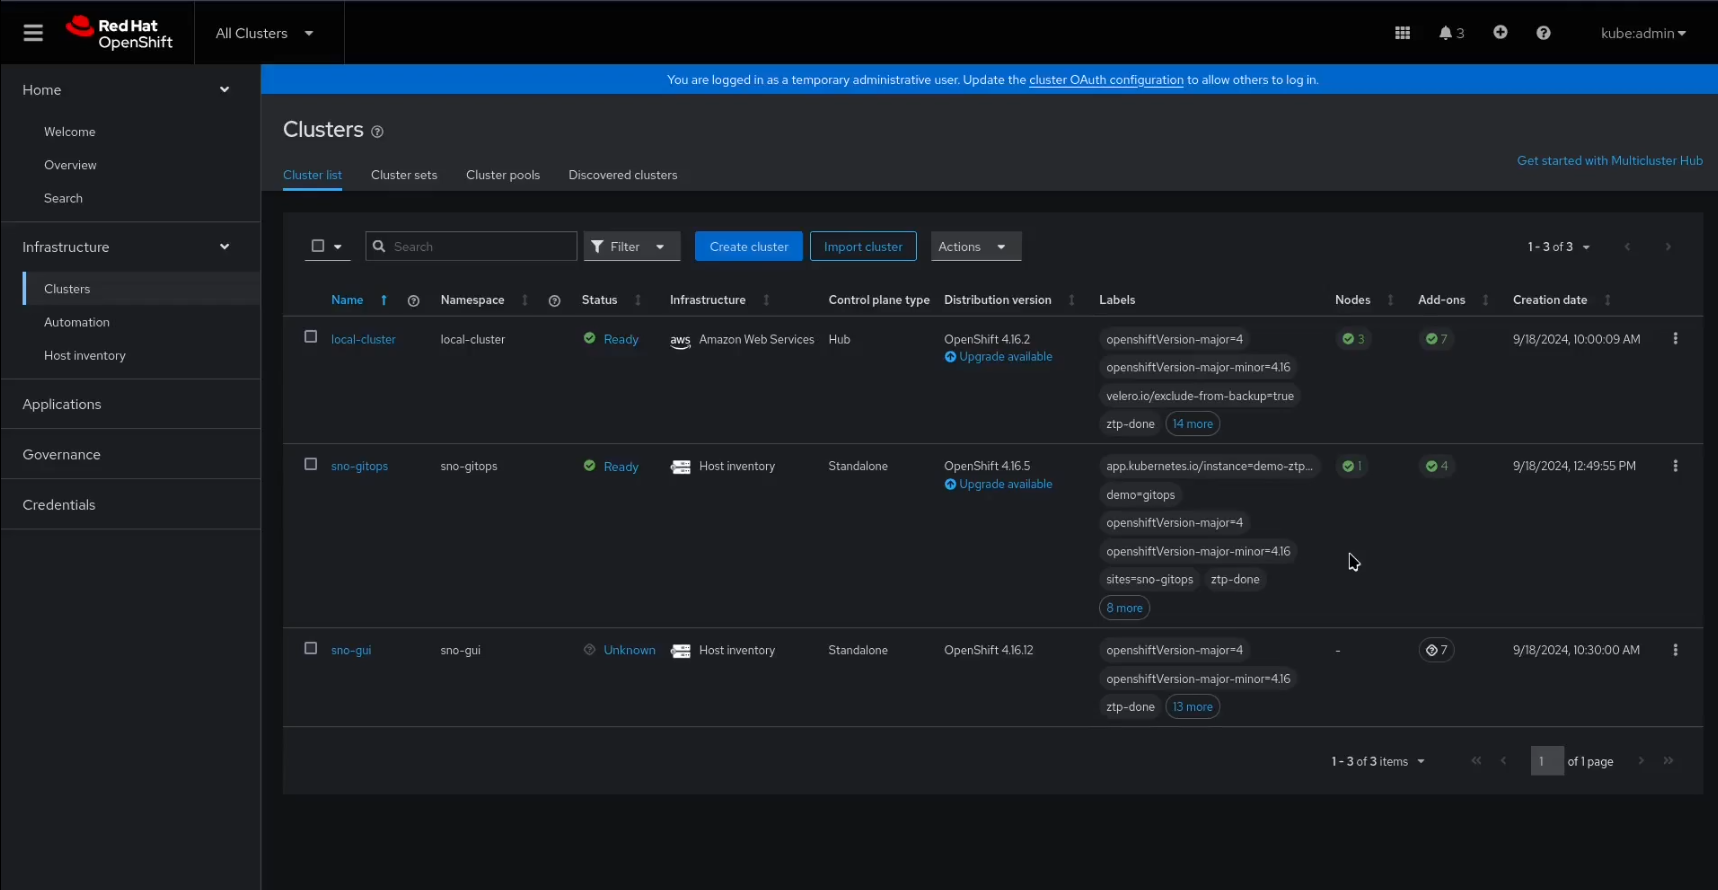 Red Hat
OpenShift
All Clusters
3
kube:admin
You are logged in as a temporary administrative user. Update the cluster OAuth configuration to allow others to log in.
Home
Welcome
Overview
Search
Infrastructure
Clusters
Automation
Host inventory
Applications
Governance
Credentials
Clusters
Get started with Multicluster Hub
Cluster list Cluster sets Cluster pools Discovered clusters
Search Filter Create cluster Import cluster Actions 1 - 3 of 3
Name Namespace Status Infrastructure Control plane type Distribution version Labels Nodes Add-ons Creation date
local-cluster local-cluster Ready aws Amazon Web Services Hub OpenShift 4.16.2 openshiftVersion-major=4 3 7 9/18/2024, 10:00:09 AM
Upgrade available
openshiftVersion-major-minor=4.16
velero.io/exclude-from-backup=true
ztp-done 14 more
sno-gitops sno-gitops Ready Host inventory Standalone OpenShift 4.16.5 app.kubernetes.io/instance=demo-ztp... 1 4 9/18/2024, 12:49:55 PM
Upgrade available
demo=gitops
openshiftVersion-major=4
openshiftVersion-major-minor=4.16
sites=sno-gitops ztp-done
8 more
sno-gui sno-gui Unknown Host inventory Standalone OpenShift 4.16.12 openshiftVersion-major=4 - 7 9/18/2024, 10:30:00 AM
openshiftVersion-major-minor=4.16
ztp-done 13 more
1 - 3 of 3 items 1 of 1 page